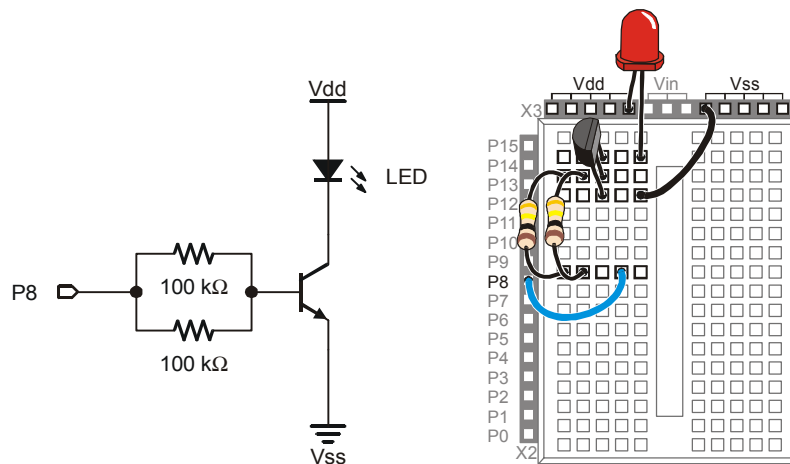 Vdd
LED
P8
100 kΩ
100 kΩ
Vss
Vdd
Vin
Vss
X3
P15
P14
P13
P12
P11
P10
P9
P8
P7
P6
P5
P4
P3
P2
P1
P0
X2